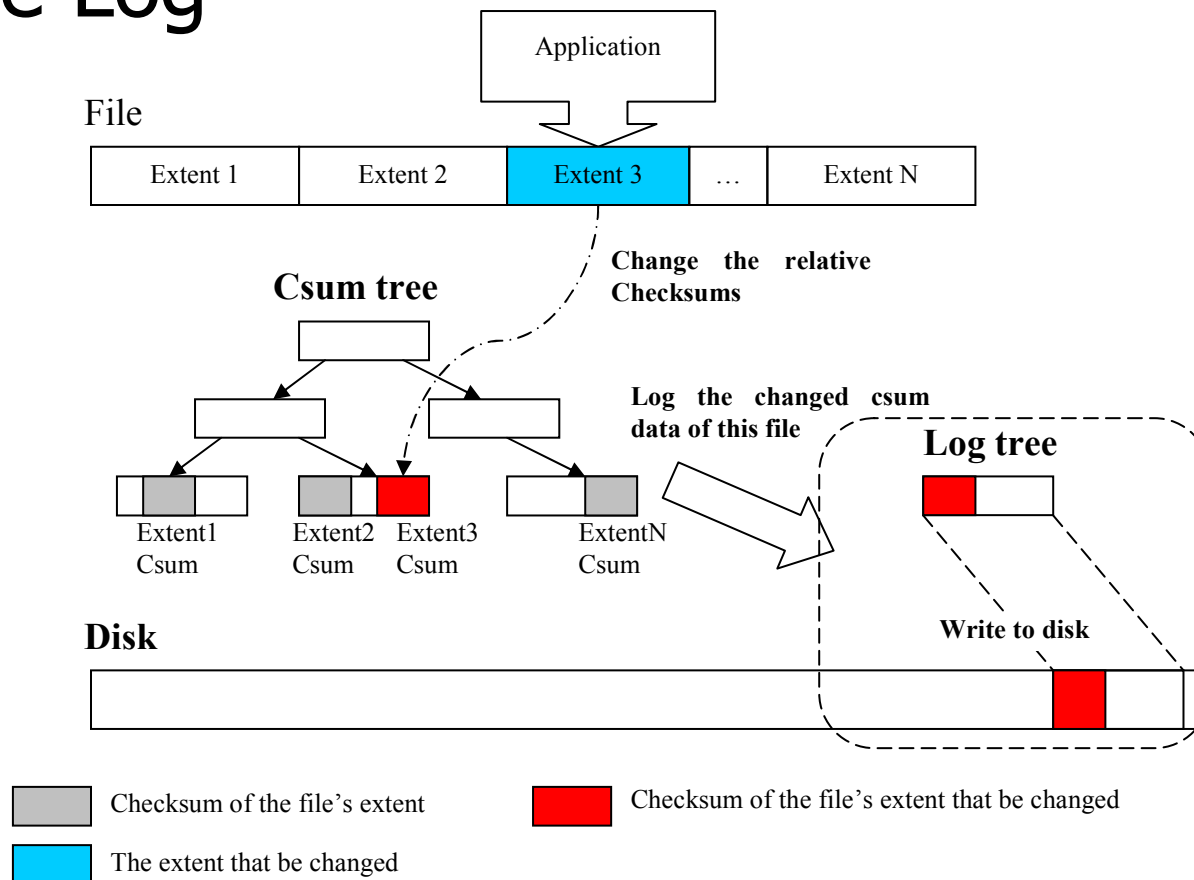 C Log
Application
File
Extent 1 Extent 2 Extent 3 … Extent N
Change the relative
Checksums
Csum tree
Log the changed csum
data of this file
Log tree
Extent1 Extent2 Extent3 ExtentN
Csum Csum Csum Csum
Write to disk
Disk
Checksum of the file’s extent Checksum of the file’s extent that be changed
The extent that be changed